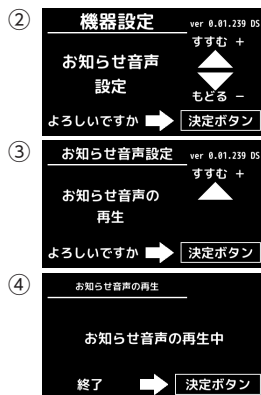 ②
機器設定 ver 0.01.239 DS
すすむ +
お知らせ音声
設定
もどる −
よろしいですか 決定ボタン
③
お知らせ音声設定 ver 0.01.239 DS
すすむ +
お知らせ音声の
再生
よろしいですか 決定ボタン
④
お知らせ音声の再生
お知らせ音声の再生中
終了 決定ボタン